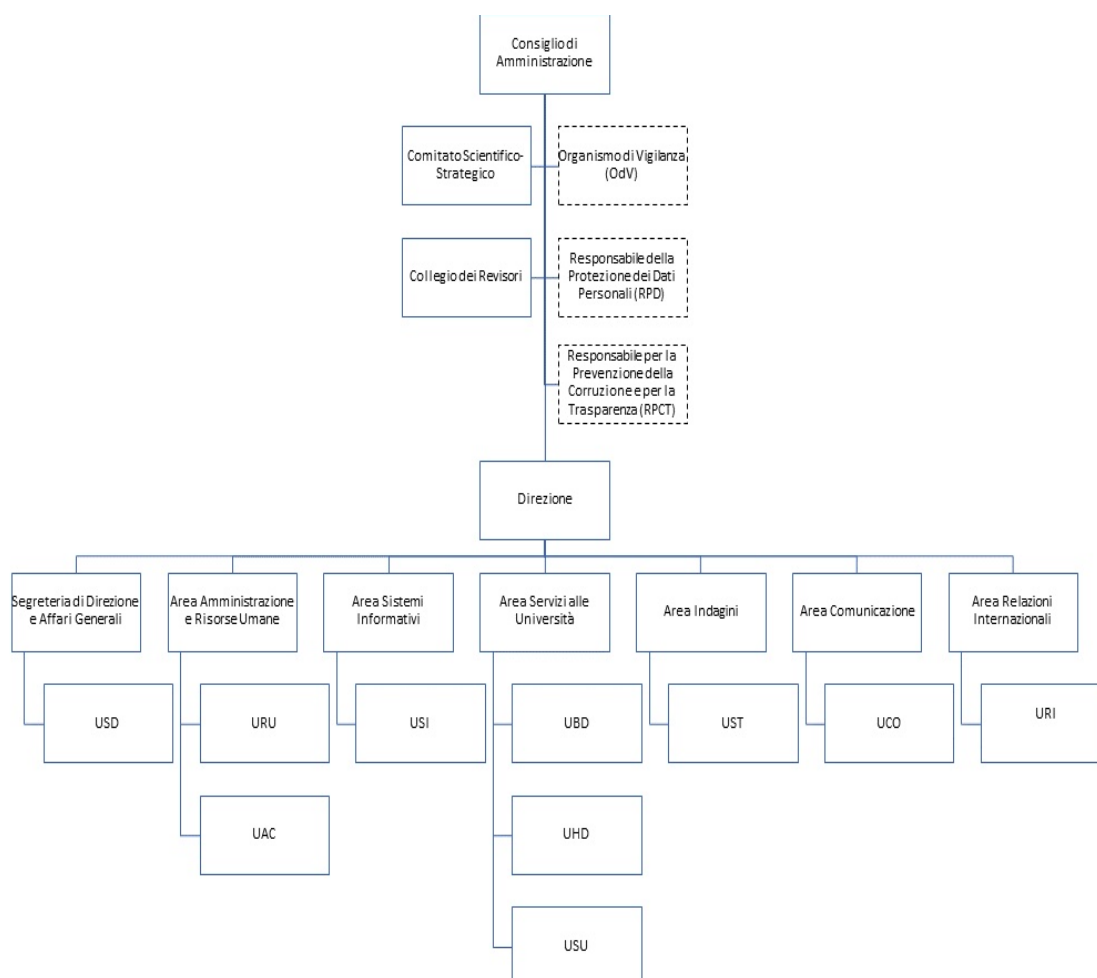 Consiglio di
Amministrazione
Comitato Scientifico-
Strategico
Organismo di Vigilanza
(OdV)
Collegio dei Revisori
Responsabile della
Protezione dei Dati
Personali (RPD)
Responsabile per la
Prevenzione della
Corruzione e per la
Trasparenza (RPCT)
Direzione
Segreteria di Direzione
e Affari Generali
Area Amministrazione
e Risorse Umane
Area Sistemi
Informativi
Area Servizi alle
Università
Area Indagini
Area Comunicazione
Area Relazioni
Internazionali
USD
URU
USI
UBD
UST
UCO
URI
UAC
UHD
USU